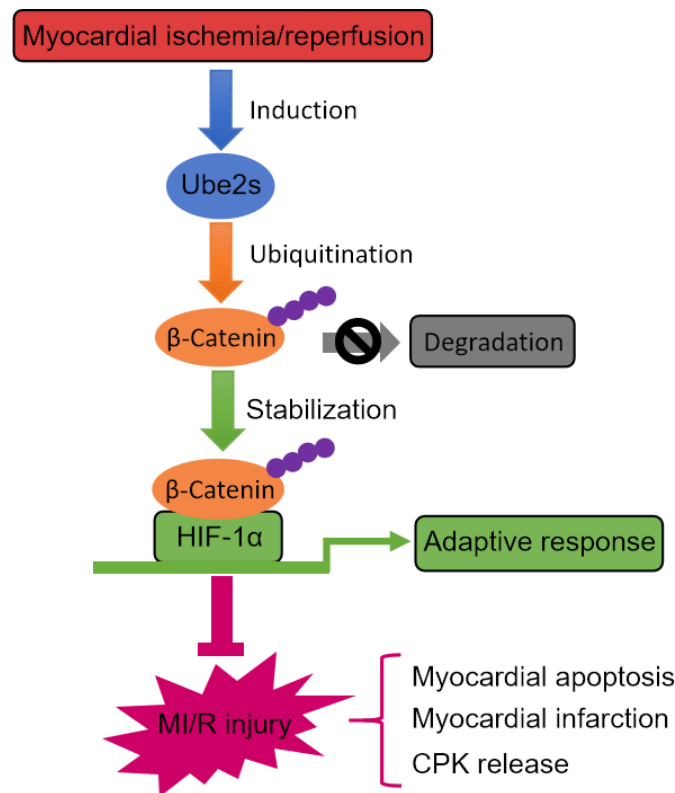 Myocardial ischemia/reperfusion
Induction
Ube2s
Ubiquitination
β-Catenin
Degradation
Stabilization
β-Catenin
HIF-1α
Adaptive response
MI/R injury
Myocardial apoptosis
Myocardial infarction
CPK release